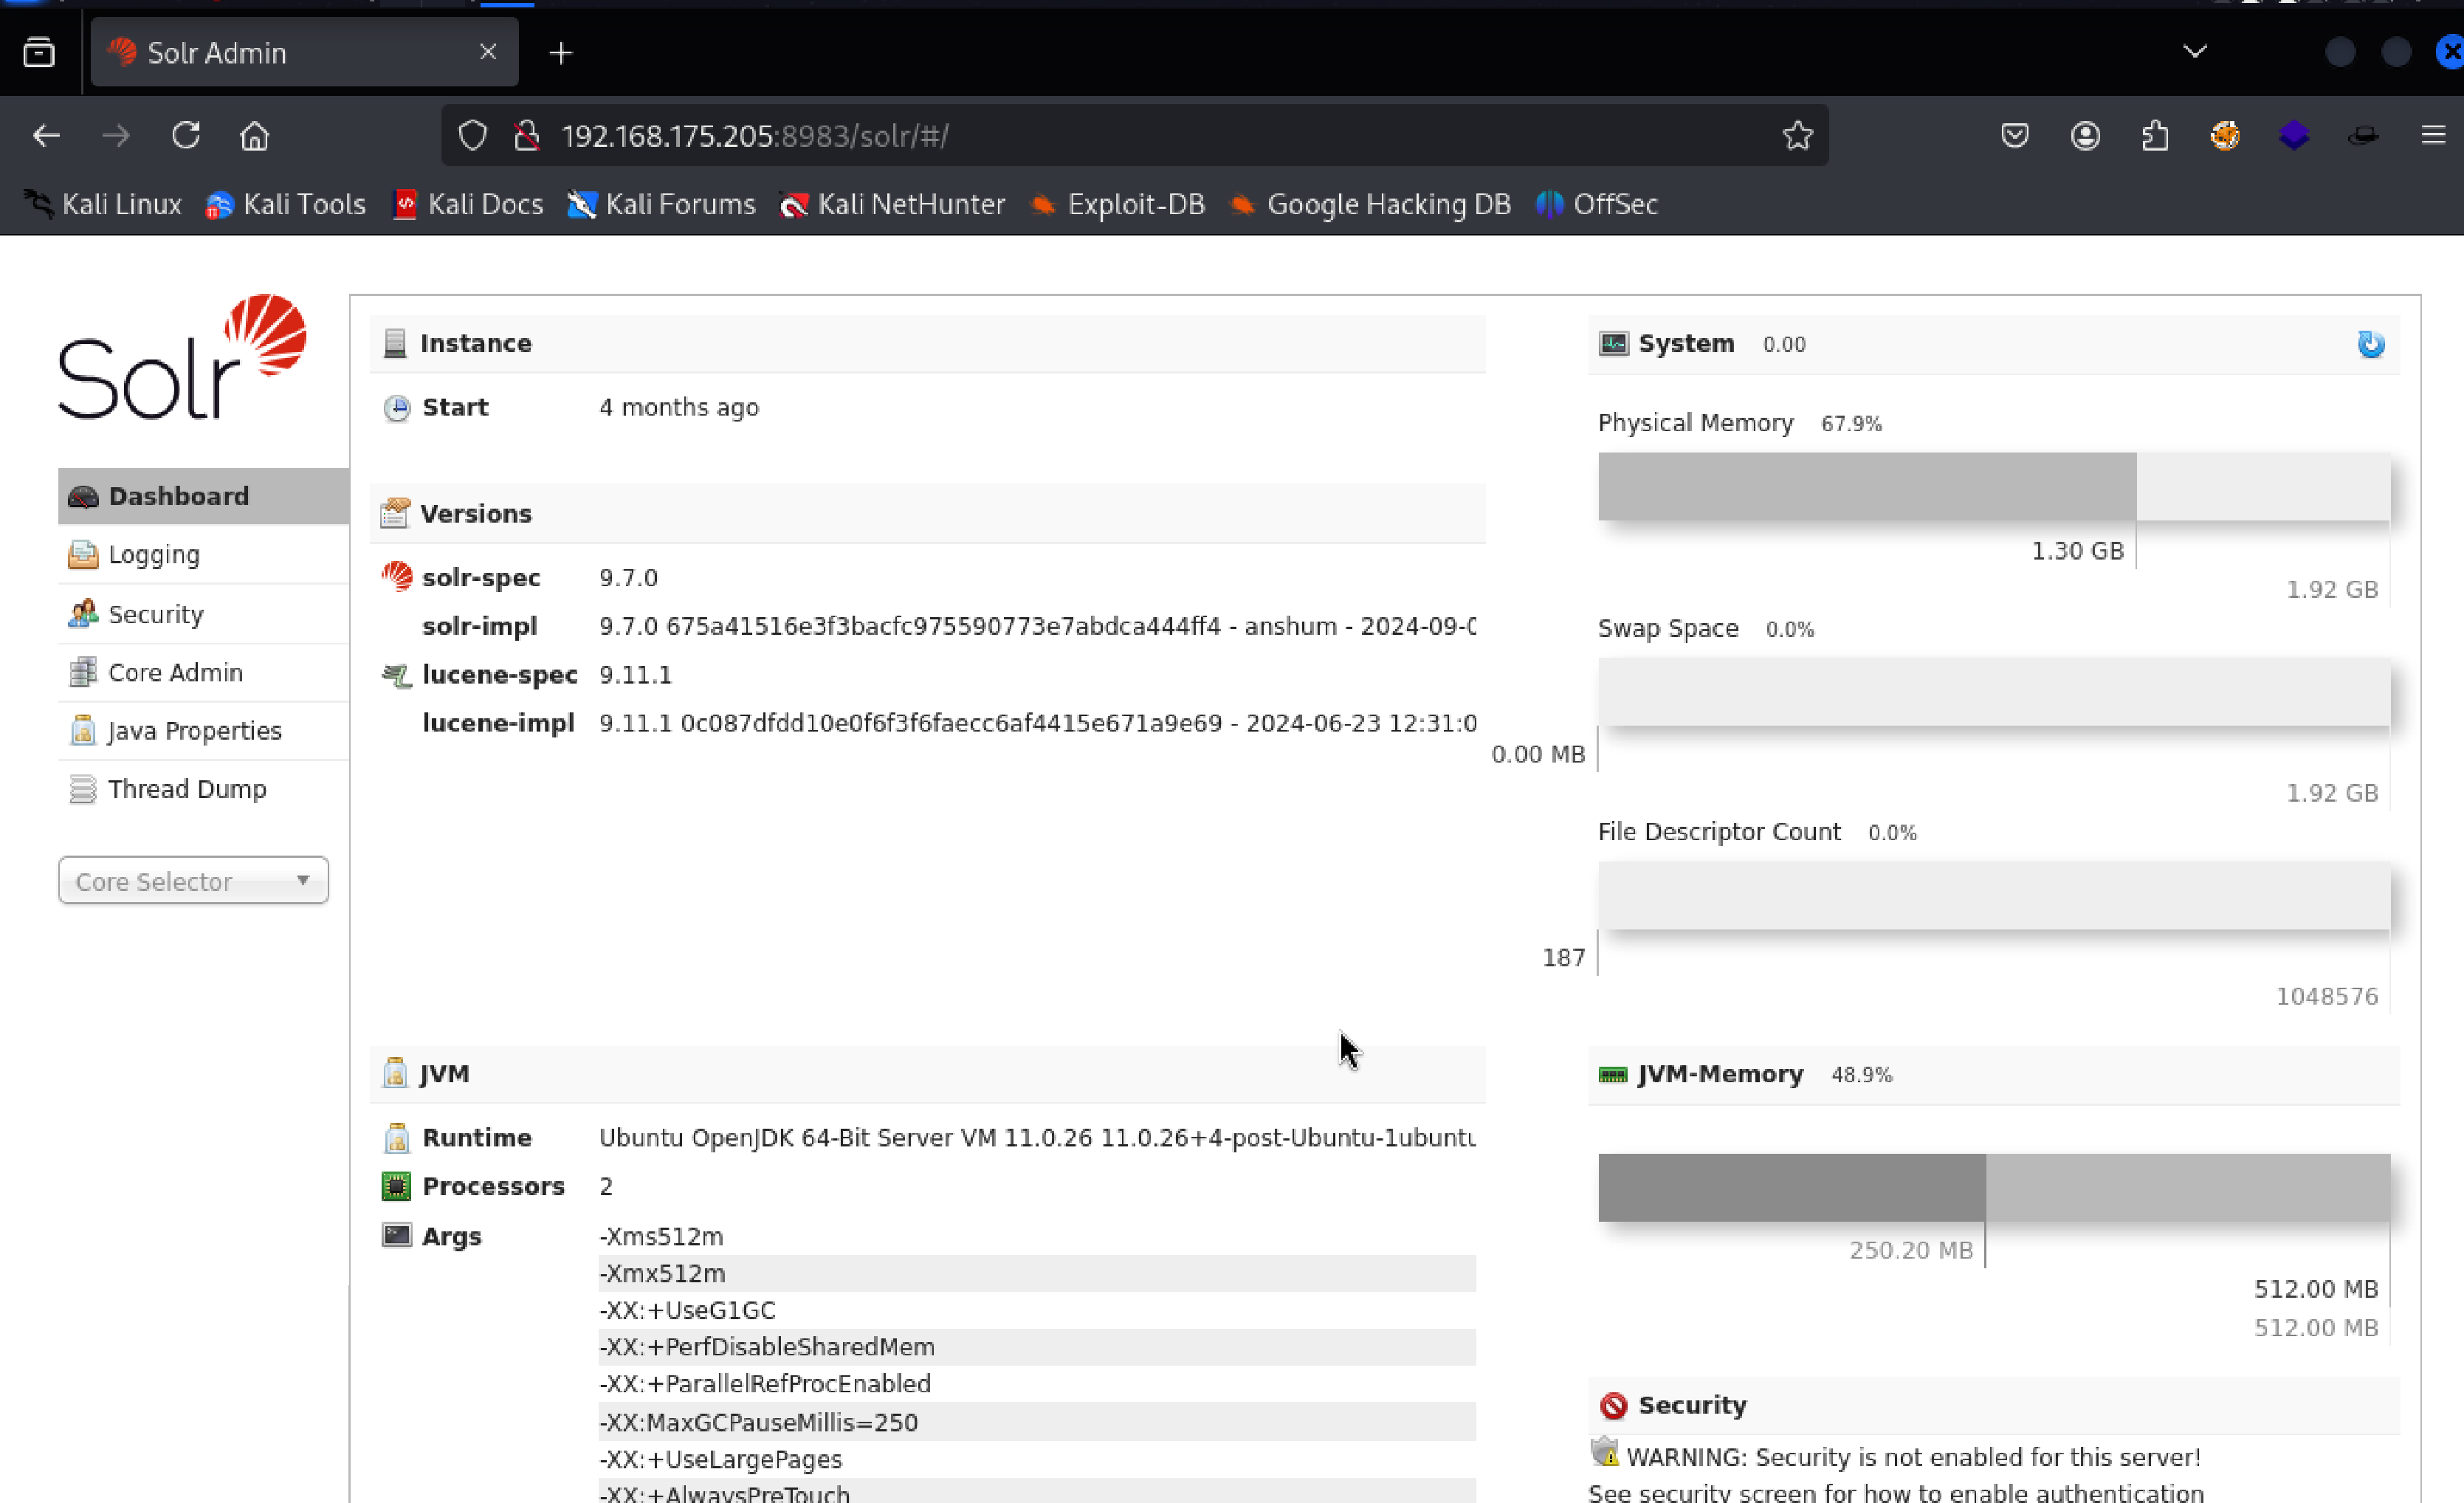 Solr Admin
192.168.175.205:8983/solr/#/
Kali Linux Kali Tools Kali Docs Kali Forums Kali NetHunter Exploit-DB Google Hacking DB OffSec
Solr
Dashboard
Logging
Security
Core Admin
Java Properties
Thread Dump
Core Selector
Instance
Start 4 months ago
Versions
solr-spec 9.7.0
solr-impl 9.7.0 675a41516e3f3bacfc975590773e7abdca444ff4 - anshum - 2024-09-0
lucene-spec 9.11.1
lucene-impl 9.11.1 0c087dfdd10e0f6f3f6faecc6af4415e671a9e69 - 2024-06-23 12:31:0
JVM
Runtime Ubuntu OpenJDK 64-Bit Server VM 11.0.26 11.0.26+4-post-Ubuntu-1ubuntu
Processors 2
Args -Xms512m
-Xmx512m
-XX:+UseG1GC
-XX:+PerfDisableSharedMem
-XX:+ParallelRefProcEnabled
-XX:MaxGCPauseMillis=250
-XX:+UseLargePages
-XX:+AlwaysPreTouch
System 0.00
Physical Memory 67.9%
1.30 GB
1.92 GB
Swap Space 0.0%
0.00 MB
1.92 GB
File Descriptor Count 0.0%
187
1048576
JVM-Memory 48.9%
250.20 MB
512.00 MB
512.00 MB
Security
WARNING: Security is not enabled for this server!
See security screen for how to enable authentication